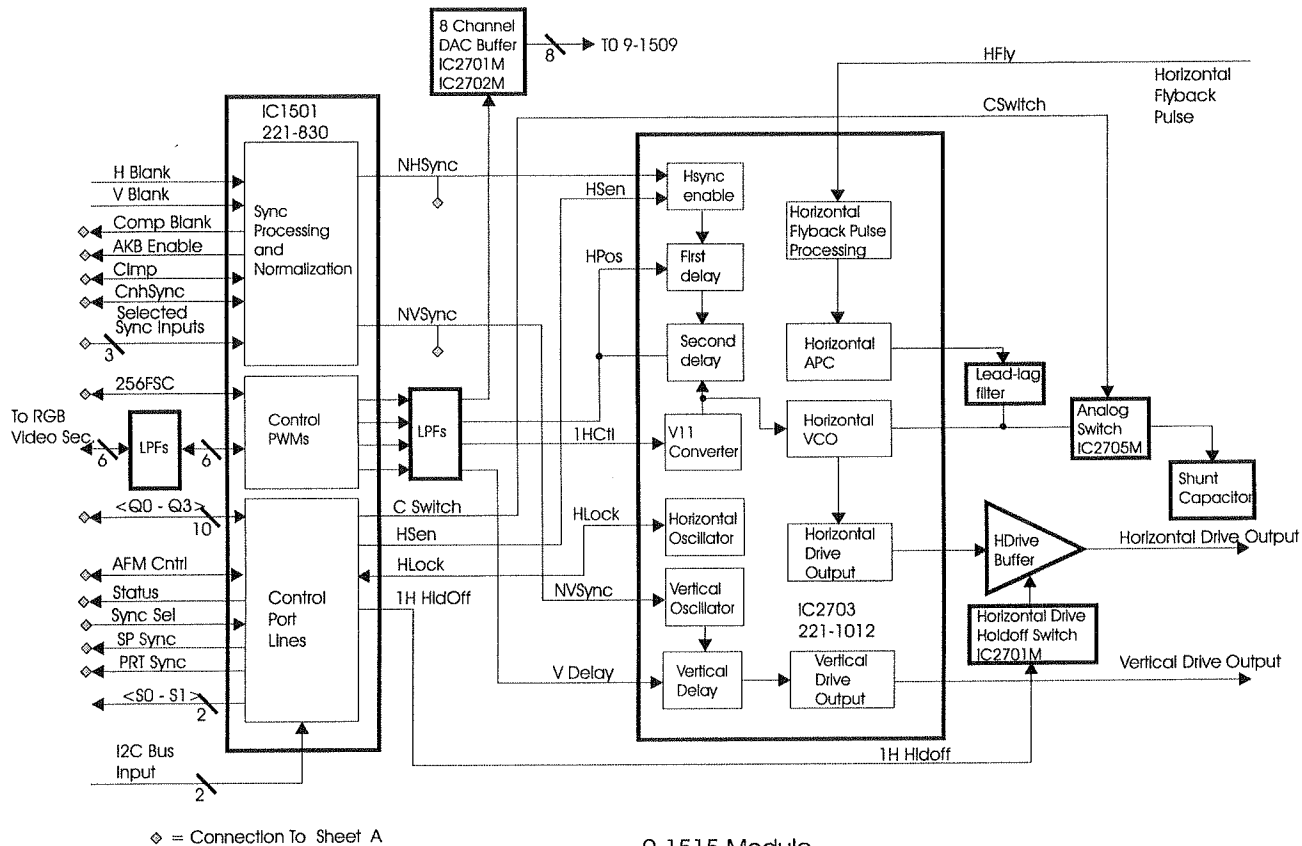 8 Channel
DAC Buffer
IC2701M
IC2702M
8
TO 9-1509
HFly
Horizontal
Flyback
Pulse
CSwitch
IC1501
221-830
H Blank
V Blank
Comp Blank
AKB Enable
Clmp
CnhSync
Selected
Sync Inputs
3
Sync
Processing
and
Normalization
NHSync
HSen
HPos
NVSync
Hsync
enable
First
delay
Second
delay
V11
Converter
Horizontal
Flyback Pulse
Processing
Horizontal
APC
Horizontal
VCO
Lead-lag
filter
Analog
Switch
IC2705M
Shunt
Capacitor
256FSC
To RGB
Video Sec.
6
LPFs
6
Control
PWMs
LPFs
1HCtl
<Q0 - Q3>
10
AFM Cntrl
Status
Sync Sel
SP Sync
PRT Sync
<S0 - S1>
2
I2C Bus
Input
2
Control
Port
Lines
C Switch
HSen
HLock
1H HldOff
HLock
NVSync
V Delay
Horizontal
Oscillator
Vertical
Oscillator
Vertical
Delay
Horizontal
Drive
Output
IC2703
221-1012
Vertical
Drive
Output
HDrive
Buffer
Horizontal Drive Output
Horizontal Drive
Holdoff Switch
IC2701M
Vertical Drive Output
1H Hldoff
= Connection To Sheet A
9-1515 Module